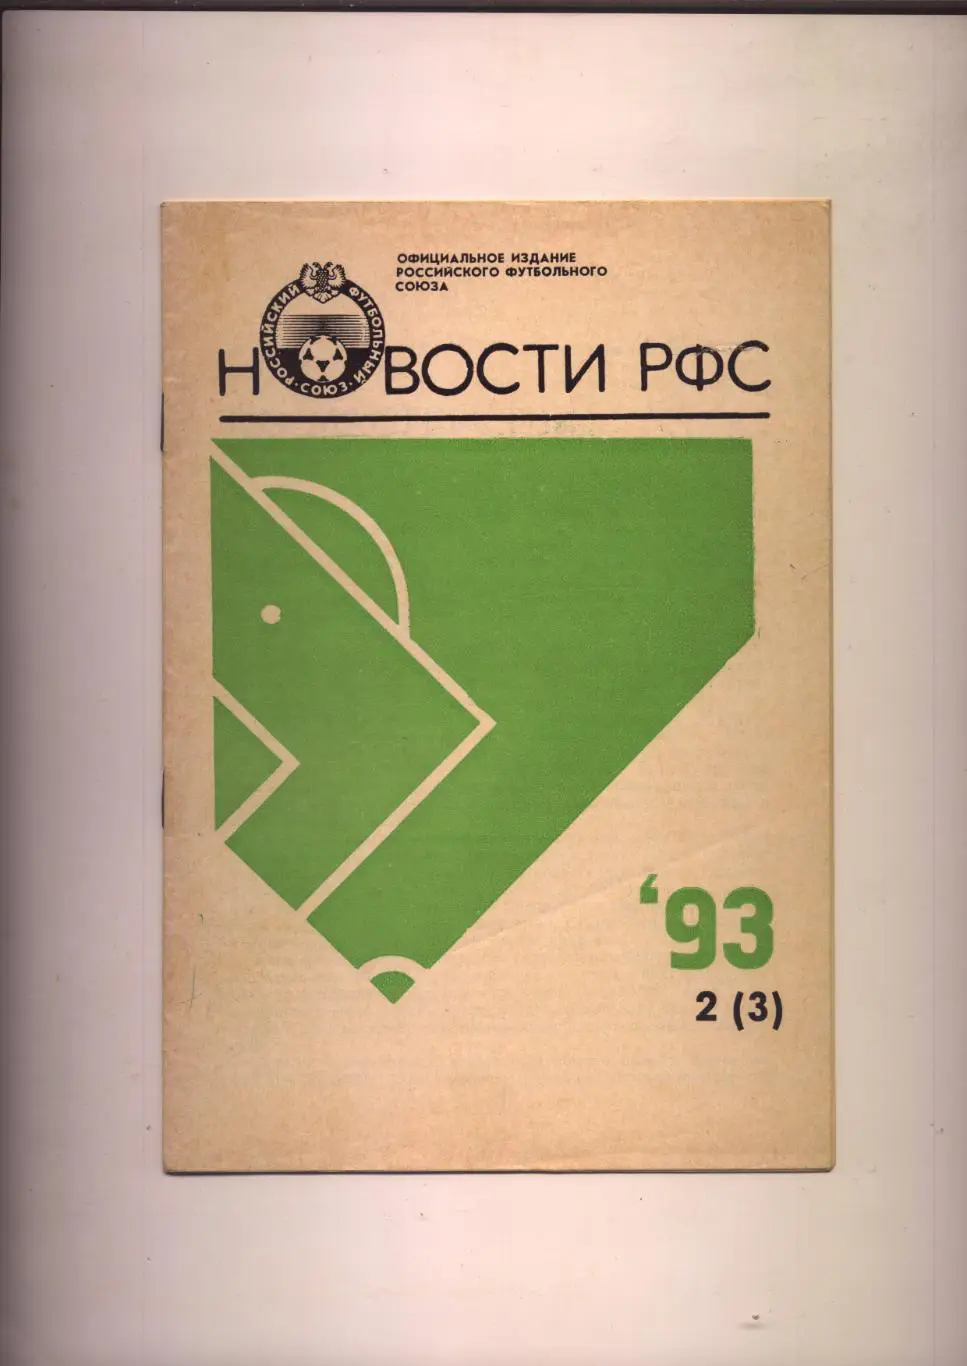 ОФИЦИАЛЬНОЕ ИЗДАНИЕ
РОССИЙСКОГО ФУТБОЛЬНОГО
СОЮЗА
РОССИЙСКИЙ ФУТБОЛЬНЫЙ
• СОЮЗ •
НОВОСТИ РФС
‘93
2 (3)